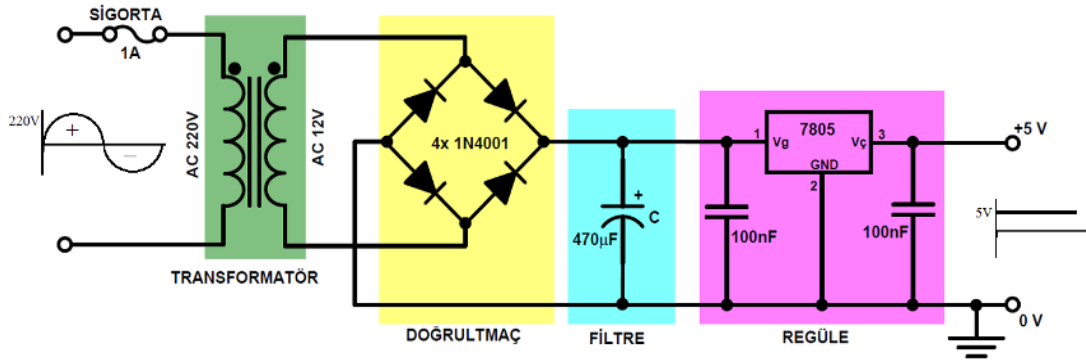 SİGORTA
1A
220V
+
−
AC 220V
AC 12V
TRANSFORMATÖR
4x 1N4001
DOĞRULTMAÇ
+
C
470µF
FİLTRE
1
7805
3
Vg
Vç
GND
2
100nF
100nF
REGÜLE
+5 V
5V
0 V